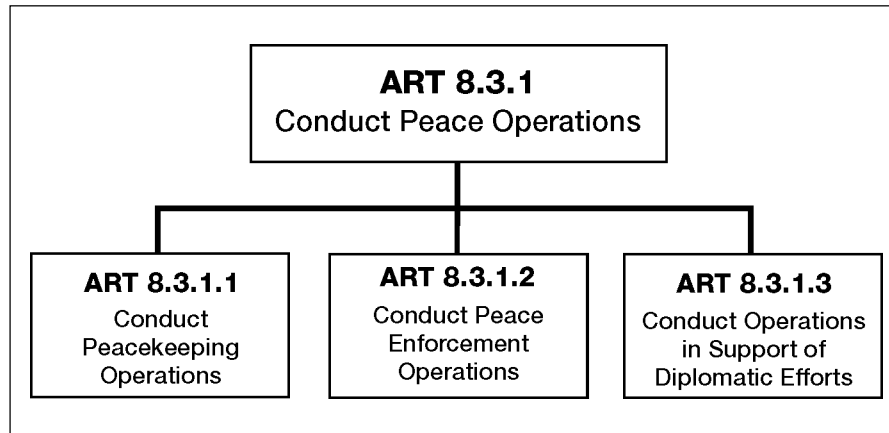 ART 8.3.1
Conduct Peace Operations
ART 8.3.1.1
Conduct
Peacekeeping
Operations
ART 8.3.1.2
Conduct Peace
Enforcement
Operations
ART 8.3.1.3
Conduct Operations
in Support of
Diplomatic Efforts